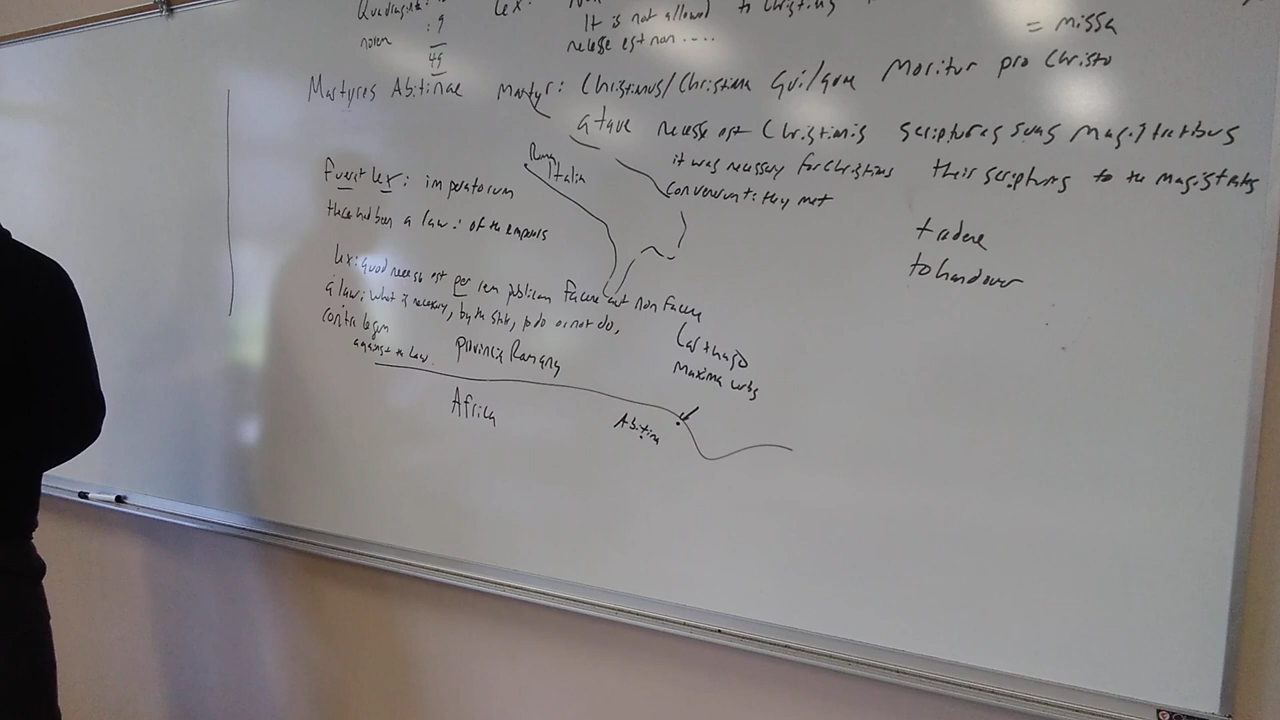 Lex:
It is not allowed to Christians
novem : 9
necesse est non ....
= missa
49
Martyres Abitinae Martyr: Christianus/Christiana Qui/quae Moritur pro Christo
atque necesse est Christianis scripturas suas Magistratibus
it was necessary for Christians their scriptures to the magistrates
Roma
Italia
convenerunt: they met
Fuerat Lex: imperatorum
there had been a law: of the emperors
tradere
to hand over
Lex: quod necesse est per rem publicam facere aut non facere
a law: what is necessary, by the state, to do or not do,
contra legem
against the law.
Provincia Romana
Carthago
Maxima urbs
Africa
Abitina